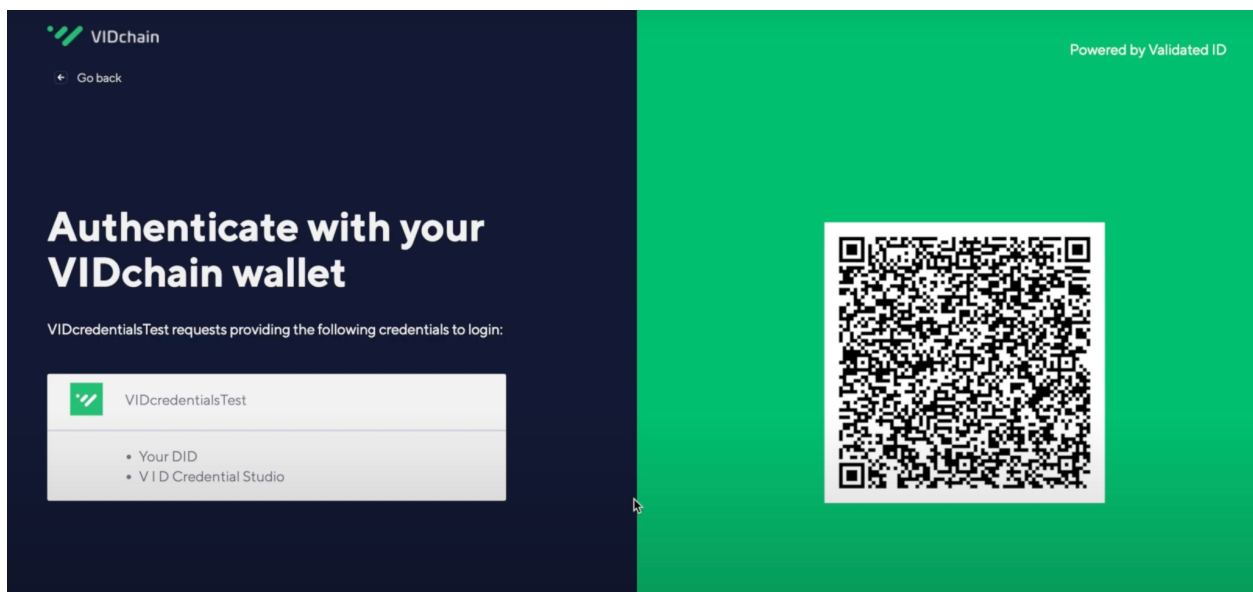 VIDchain
Go back
Powered by Validated ID
Authenticate with your
VIDchain wallet
VIDcredentialsTest requests providing the following credentials to login:
VIDcredentialsTest
• Your DID
• V I D Credential Studio